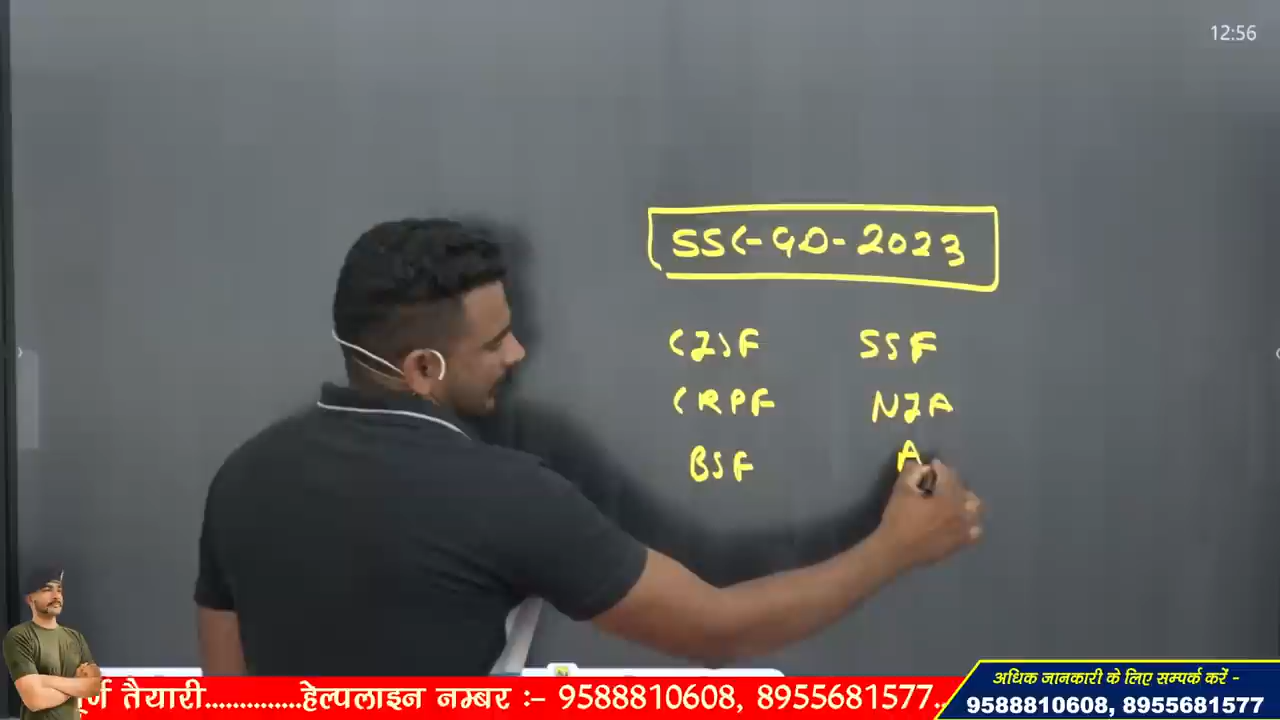 12:56
SSC-GD-2023
CISF SSF
CRPF NIA
BSF A
तैयारी..............हेल्पलाइन नम्बर :- 9588810608, 8955681577..
अधिक जानकारी के लिए सम्पर्क करें -
9588810608, 8955681577